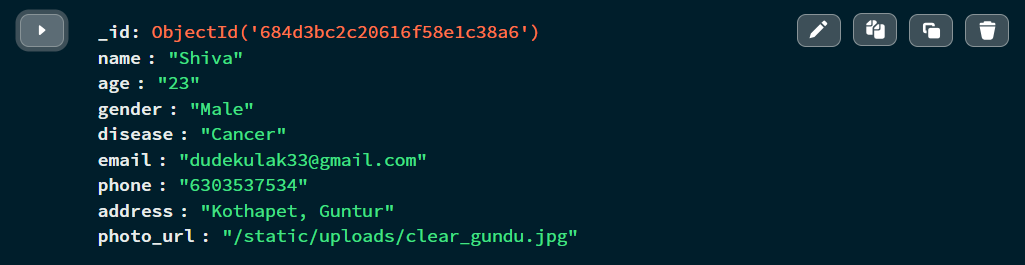 _id: ObjectId('684d3bc2c20616f58e1c38a6')
name : "Shiva"
age : "23"
gender : "Male"
disease : "Cancer"
email : "dudekulak33@gmail.com"
phone : "6303537534"
address : "Kothapet, Guntur"
photo_url : "/static/uploads/clear_gundu.jpg"